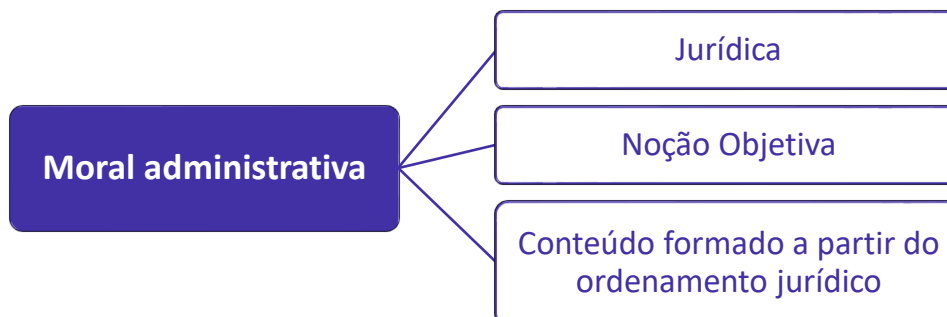 Moral administrativa
Jurídica
Noção Objetiva
Conteúdo formado a partir do
ordenamento jurídico